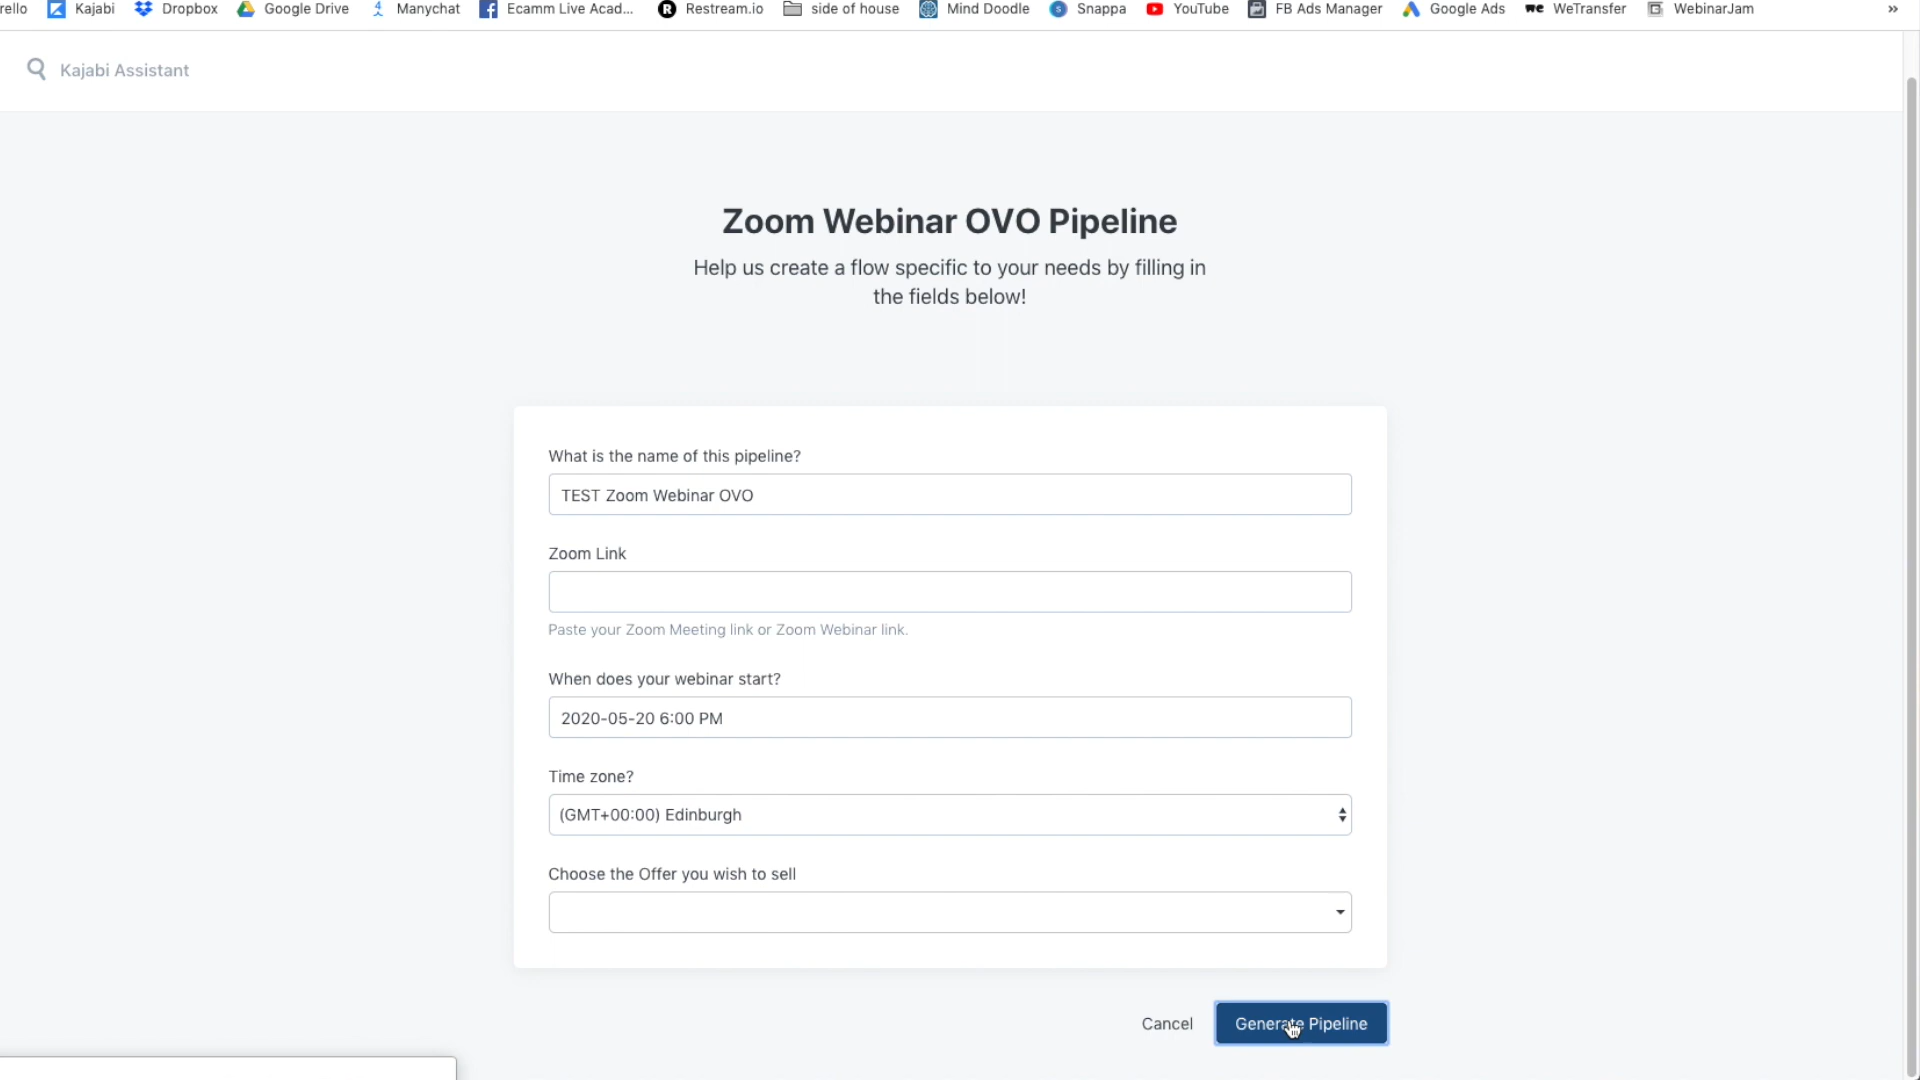 rello Kajabi Dropbox Google Drive Manychat Ecamm Live Acad... Restream.io side of house Mind Doodle Snappa YouTube FB Ads Manager Google Ads WeTransfer WebinarJam »
Kajabi Assistant
Zoom Webinar OVO Pipeline
Help us create a flow specific to your needs by filling in
the fields below!
What is the name of this pipeline?
TEST Zoom Webinar OVO
Zoom Link
Paste your Zoom Meeting link or Zoom Webinar link.
When does your webinar start?
2020-05-20 6:00 PM
Time zone?
(GMT+00:00) Edinburgh
Choose the Offer you wish to sell
Cancel Generate Pipeline